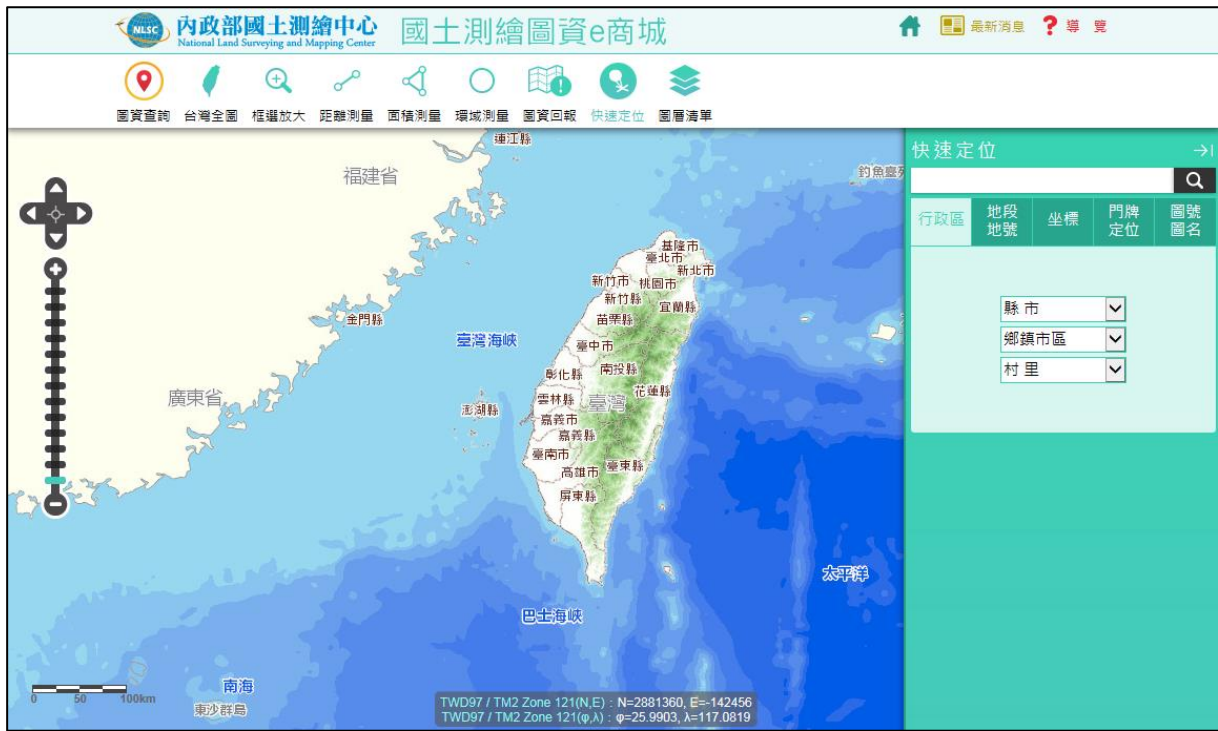 NLSC
內政部國土測繪中心
National Land Surveying and Mapping Center
國土測繪圖資e商城
最新消息
導 覽
圖資查詢
台灣全圖
框選放大
距離測量
面積測量
環域測量
圖資回報
快速定位
圖層清單
連江縣
福建省
釣魚臺列
基隆市
臺北市
新北市
新竹市
桃園市
新竹縣
宜蘭縣
金門縣
苗栗縣
臺灣海峽
臺中市
彰化縣
南投縣
廣東省
花蓮縣
雲林縣
臺灣
澎湖縣
嘉義市
嘉義縣
臺南市
高雄市
臺東縣
屏東縣
太平洋
巴士海峽
南海
東沙群島
0 50 100km
TWD97 / TM2 Zone 121(N,E) : N=2881360, E=-142456
TWD97 / TM2 Zone 121(φ,λ) : φ=25.9903, λ=117.0819
快速定位
行政區
地段
地號
坐標
門牌
定位
圖號
圖名
縣 市
鄉鎮市區
村 里